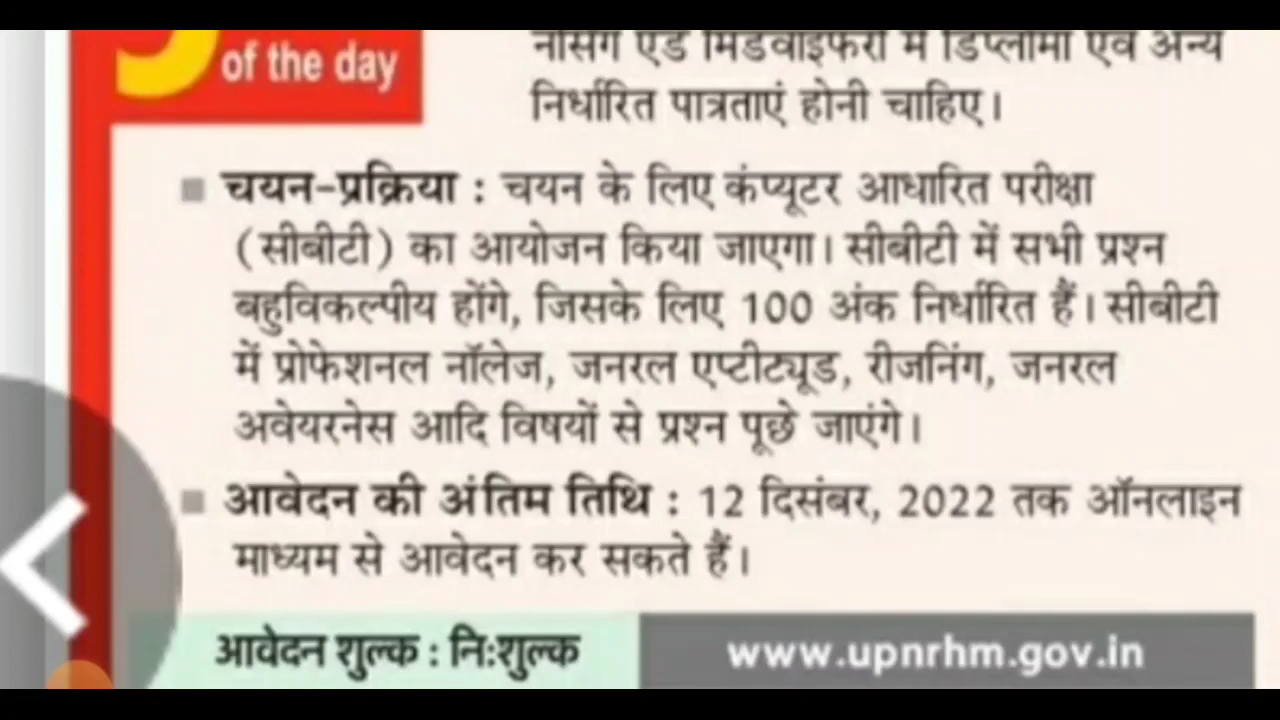 of the day
नर्सिंग एंड मिडवाइफरी में डिप्लोमा एवं अन्य
निर्धारित पात्रताएं होनी चाहिए।
चयन-प्रक्रिया : चयन के लिए कंप्यूटर आधारित परीक्षा
(सीबीटी) का आयोजन किया जाएगा। सीबीटी में सभी प्रश्न
बहुविकल्पीय होंगे, जिसके लिए 100 अंक निर्धारित हैं। सीबीटी
में प्रोफेशनल नॉलेज, जनरल एप्टीट्यूड, रीजनिंग, जनरल
अवेयरनेस आदि विषयों से प्रश्न पूछे जाएंगे।
आवेदन की अंतिम तिथि : 12 दिसंबर, 2022 तक ऑनलाइन
माध्यम से आवेदन कर सकते हैं।
आवेदन शुल्क : नि:शुल्क
www.upnrhm.gov.in